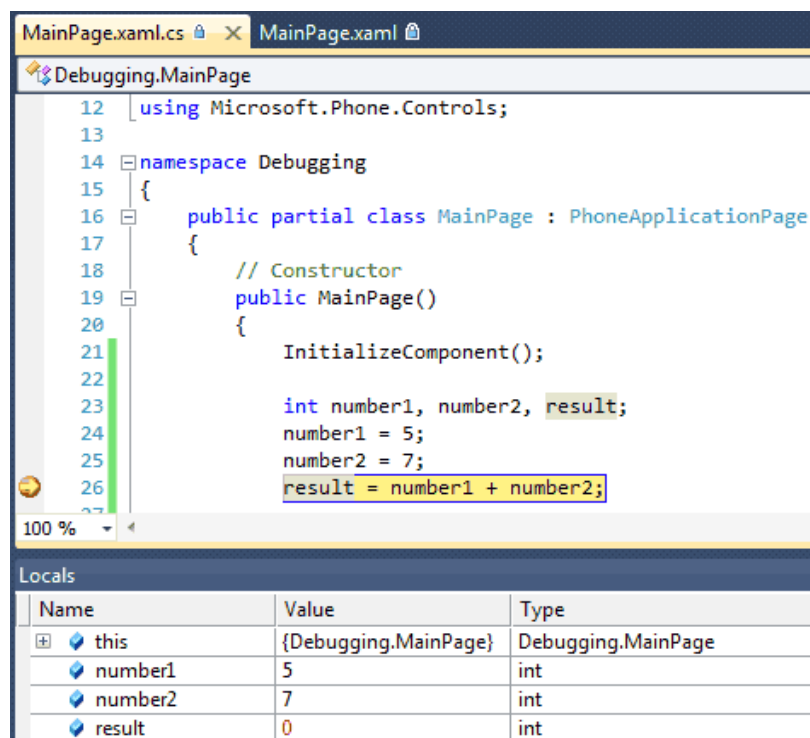 MainPage.xaml.cs MainPage.xaml
Debugging.MainPage
12 using Microsoft.Phone.Controls;
13
14 namespace Debugging
15 {
16 public partial class MainPage : PhoneApplicationPage
17 {
18 // Constructor
19 public MainPage()
20 {
21 InitializeComponent();
22
23 int number1, number2, result;
24 number1 = 5;
25 number2 = 7;
26 result = number1 + number2;
27
100 %
Locals
Name Value Type
this {Debugging.MainPage} Debugging.MainPage
number1 5 int
number2 7 int
result 0 int